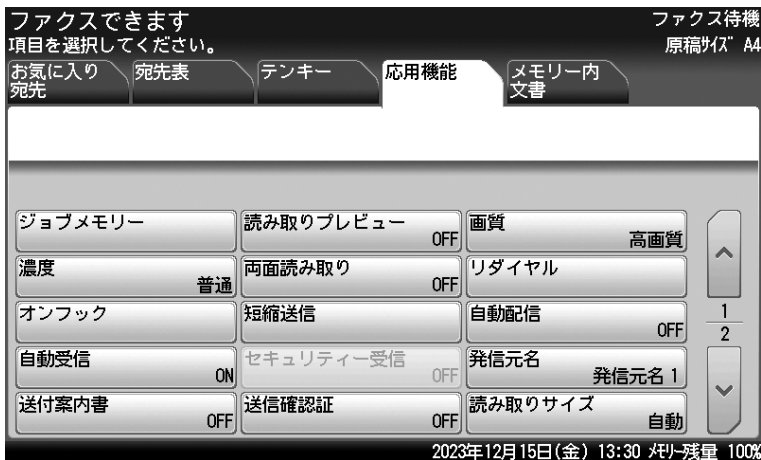 ファクスできます
ファクス待機
項目を選択してください。
原稿ｻｲｽﾞ A4
お気に入り
宛先
宛先表
テンキー
応用機能
メモリー内
文書
ジョブメモリー
読み取りプレビュー
OFF
画質
高画質
濃度
普通
両面読み取り
OFF
リダイヤル
オンフック
短縮送信
自動配信
OFF
1
2
自動受信
ON
セキュリティー受信
OFF
発信元名
発信元名 1
送付案内書
OFF
送信確認証
OFF
読み取りサイズ
自動
2023年12月15日(金) 13:30 ﾒﾓﾘｰ残量 100%